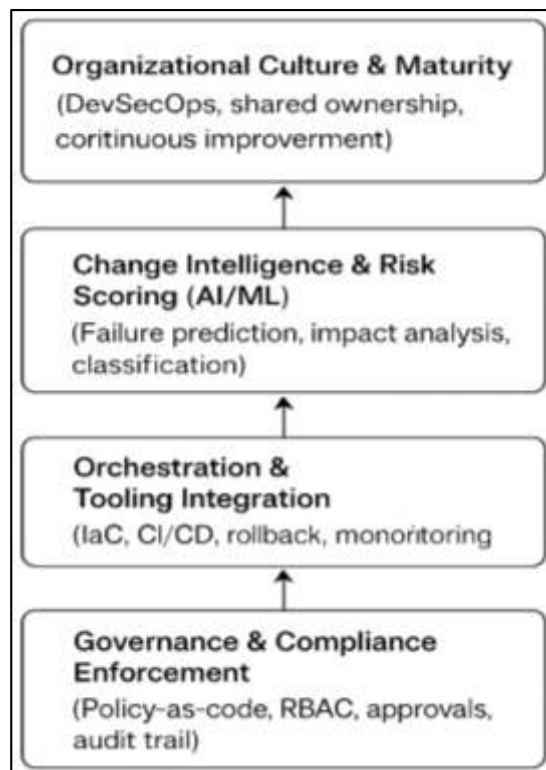 Organizational Culture & Maturity
(DevSecOps, shared ownership,
coritinuous improverment)
Change Intelligence & Risk
Scoring (AI/ML)
(Failure prediction, impact analysis,
classification)
Orchestration &
Tooling Integration
(IaC, CI/CD, rollback, monoritoring
Governance & Compliance
Enforcement
(Policy-as-code, RBAC, approvals,
audit trail)